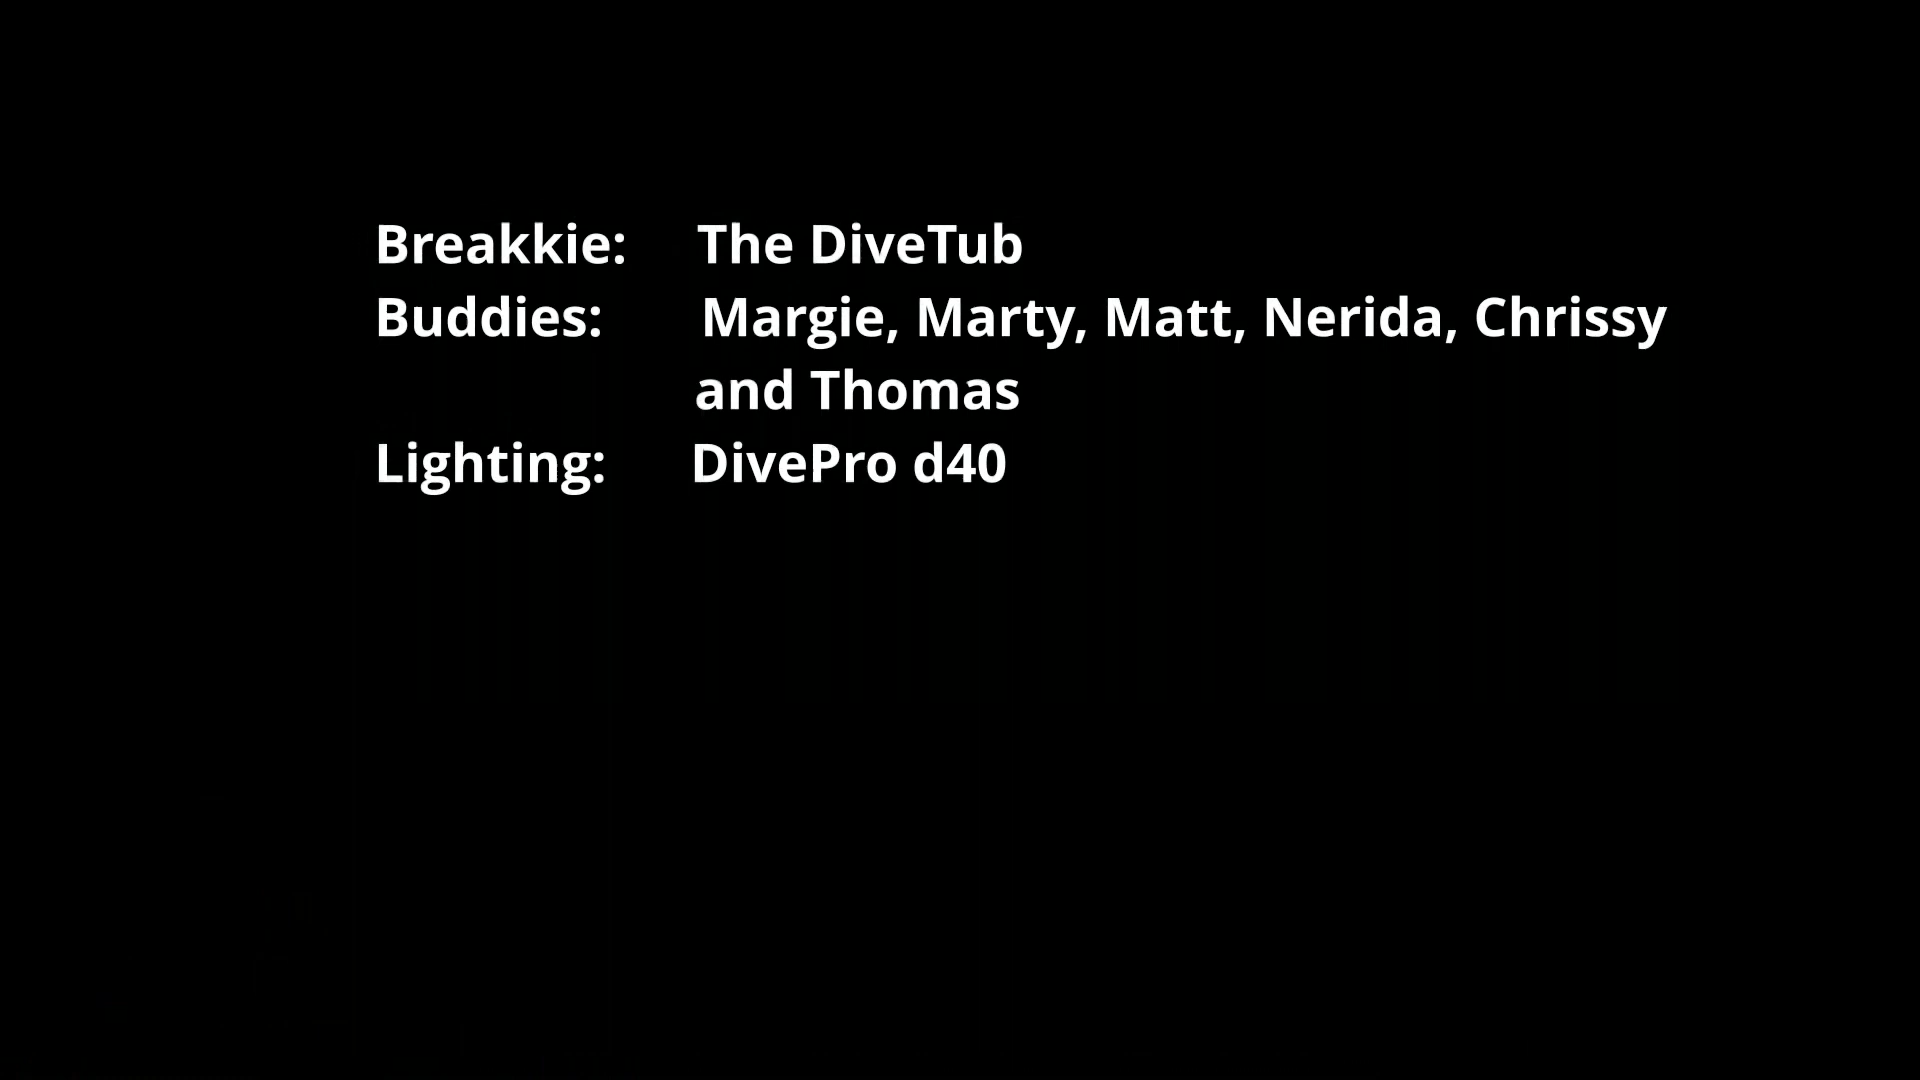 Breakkie: The DiveTub
Buddies: Margie, Marty, Matt, Nerida, Chrissy
and Thomas
Lighting: DivePro d40